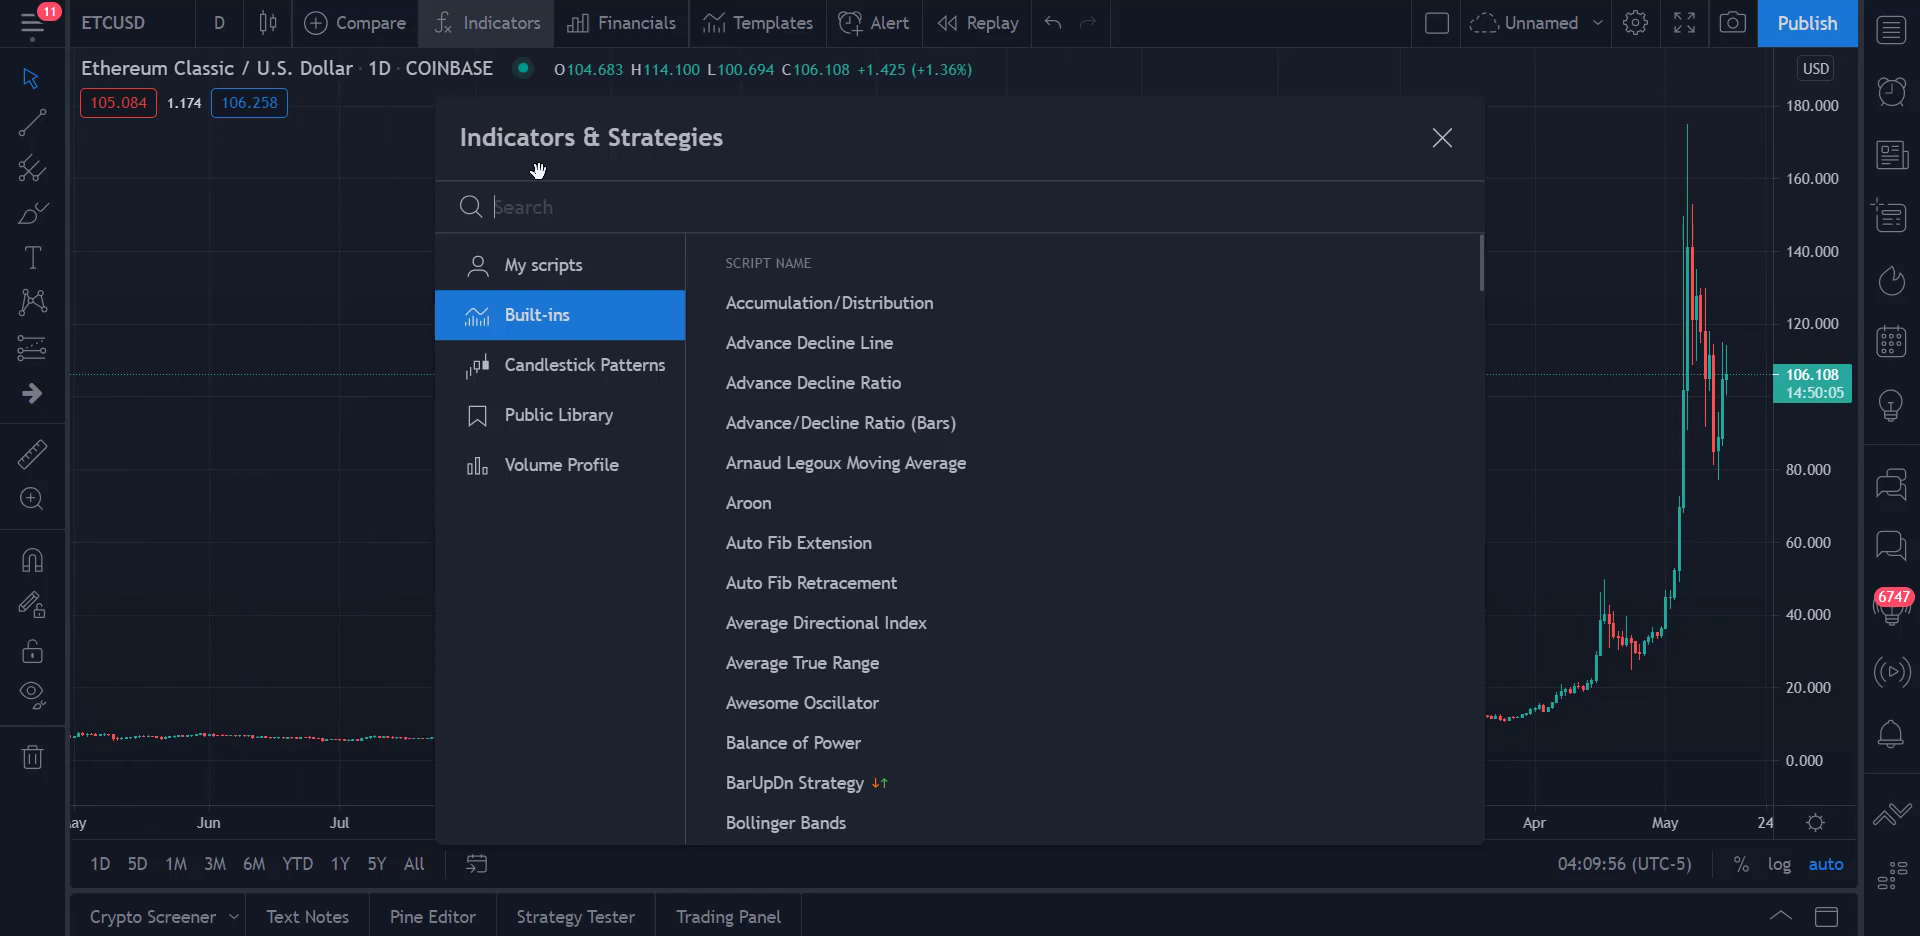 11
ETCUSD D Compare Indicators Financials Templates Alert Replay Unnamed Publish
Ethereum Classic / U.S. Dollar · 1D · COINBASE O104.683 H114.100 L100.694 C106.108 +1.425 (+1.36%) USD
105.084 1.174 106.258
Indicators & Strategies
Search
My scripts
Built-ins
Candlestick Patterns
Public Library
Volume Profile
SCRIPT NAME
Accumulation/Distribution
Advance Decline Line
Advance Decline Ratio
Advance/Decline Ratio (Bars)
Arnaud Legoux Moving Average
Aroon
Auto Fib Extension
Auto Fib Retracement
Average Directional Index
Average True Range
Awesome Oscillator
Balance of Power
BarUpDn Strategy
Bollinger Bands
180.000
160.000
140.000
120.000
106.108
14:50:05
80.000
60.000
40.000
20.000
0.000
6747
ay Jun Jul Apr May 24
1D 5D 1M 3M 6M YTD 1Y 5Y All 04:09:56 (UTC-5) % log auto
Crypto Screener Text Notes Pine Editor Strategy Tester Trading Panel